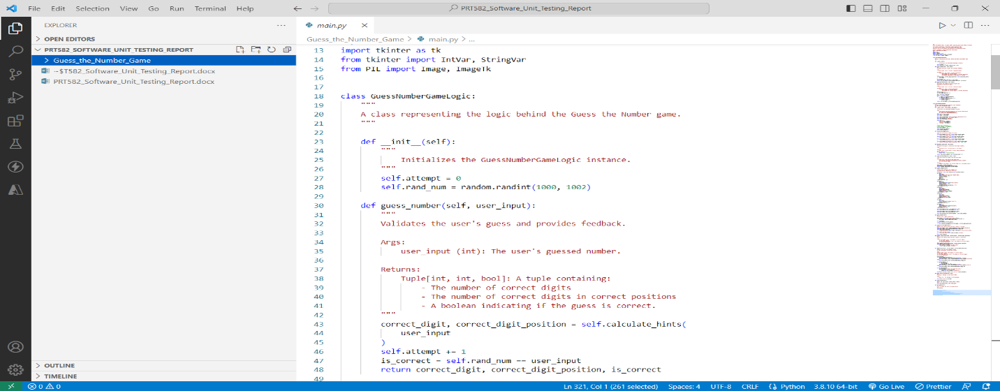 File Edit Selection View Go Run Terminal Help
PRT582_Software_Unit_Testing_Report
EXPLORER
OPEN EDITORS
PRT582_SOFTWARE_UNIT_TESTING_REPORT
Guess_the_Number_Game
~$T582_Software_Unit_Testing_Report.docx
PRT582_Software_Unit_Testing_Report.docx
OUTLINE
TIMELINE
main.py
Guess_the_Number_Game > main.py > ...
13 import tkinter as tk
14 from tkinter import IntVar, StringVar
15 from PIL import Image, ImageTk
16
17
18 class GuessNumberGameLogic:
19 """
20 A class representing the logic behind the Guess the Number game.
21 """
22
23 def __init__(self):
24 """
25 Initializes the GuessNumberGameLogic instance.
26 """
27 self.attempt = 0
28 self.rand_num = random.randint(1000, 1002)
29
30 def guess_number(self, user_input):
31 """
32 Validates the user's guess and provides feedback.
33
34 Args:
35 user_input (int): The user's guessed number.
36
37 Returns:
38 Tuple[int, int, bool]: A tuple containing:
39 - The number of correct digits
40 - The number of correct digits in correct positions
41 - A boolean indicating if the guess is correct.
42 """
43 correct_digit, correct_digit_position = self.calculate_hints(
44 user_input
45 )
46 self.attempt += 1
47 is_correct = self.rand_num == user_input
48 return correct_digit, correct_digit_position, is_correct
49
0 0 Ln 321, Col 1 (261 selected) Spaces: 4 UTF-8 CRLF Python 3.8.10 64-bit Go Live Prettier